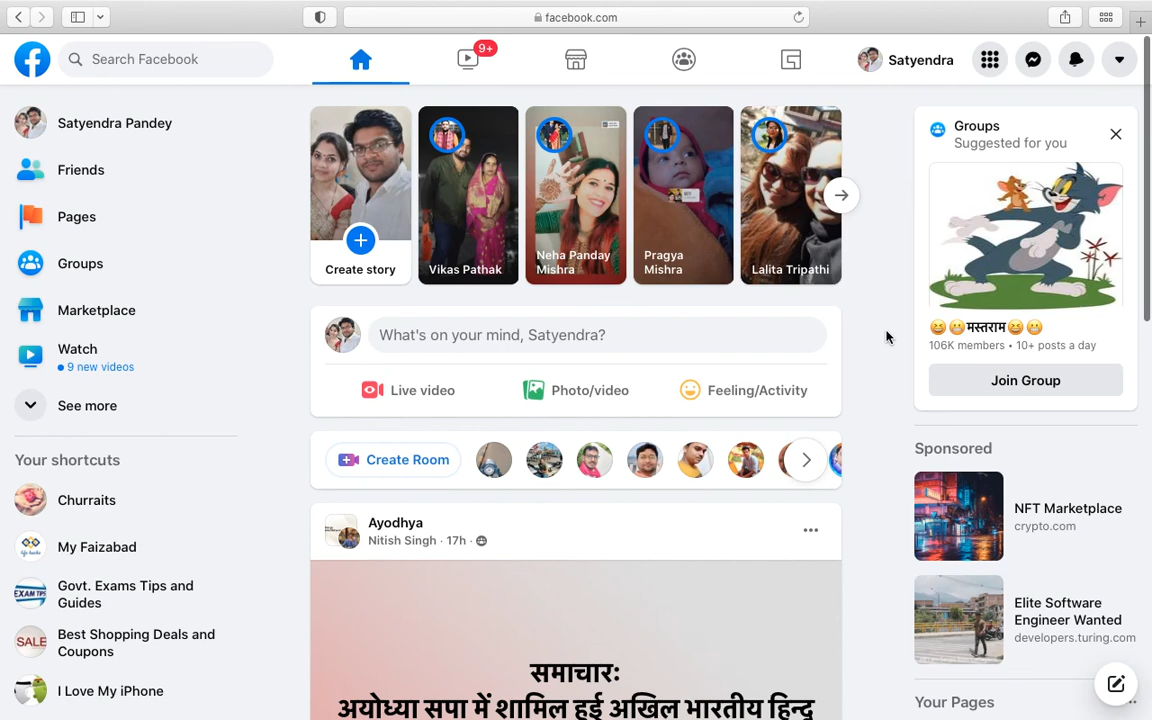 facebook.com
Search Facebook
9+
Satyendra
Satyendra Pandey
Friends
Pages
Groups
Marketplace
Watch
9 new videos
See more
Your shortcuts
Churraits
My Faizabad
Govt. Exams Tips and
Guides
Best Shopping Deals and
Coupons
I Love My iPhone
Create story
Vikas Pathak
Neha Panday
Mishra
Pragya
Mishra
Lalita Tripathi
What's on your mind, Satyendra?
Live video
Photo/video
Feeling/Activity
Create Room
Ayodhya
Nitish Singh · 17h ·
समाचारः
अयोध्या सपा में शामिल हुई अखिल भारतीय हिन्दू
Groups
Suggested for you
😆😬मस्तराम😆😬
106K members • 10+ posts a day
Join Group
Sponsored
NFT Marketplace
crypto.com
Elite Software
Engineer Wanted
developers.turing.com
Your Pages
EXAM TIPS
SALE